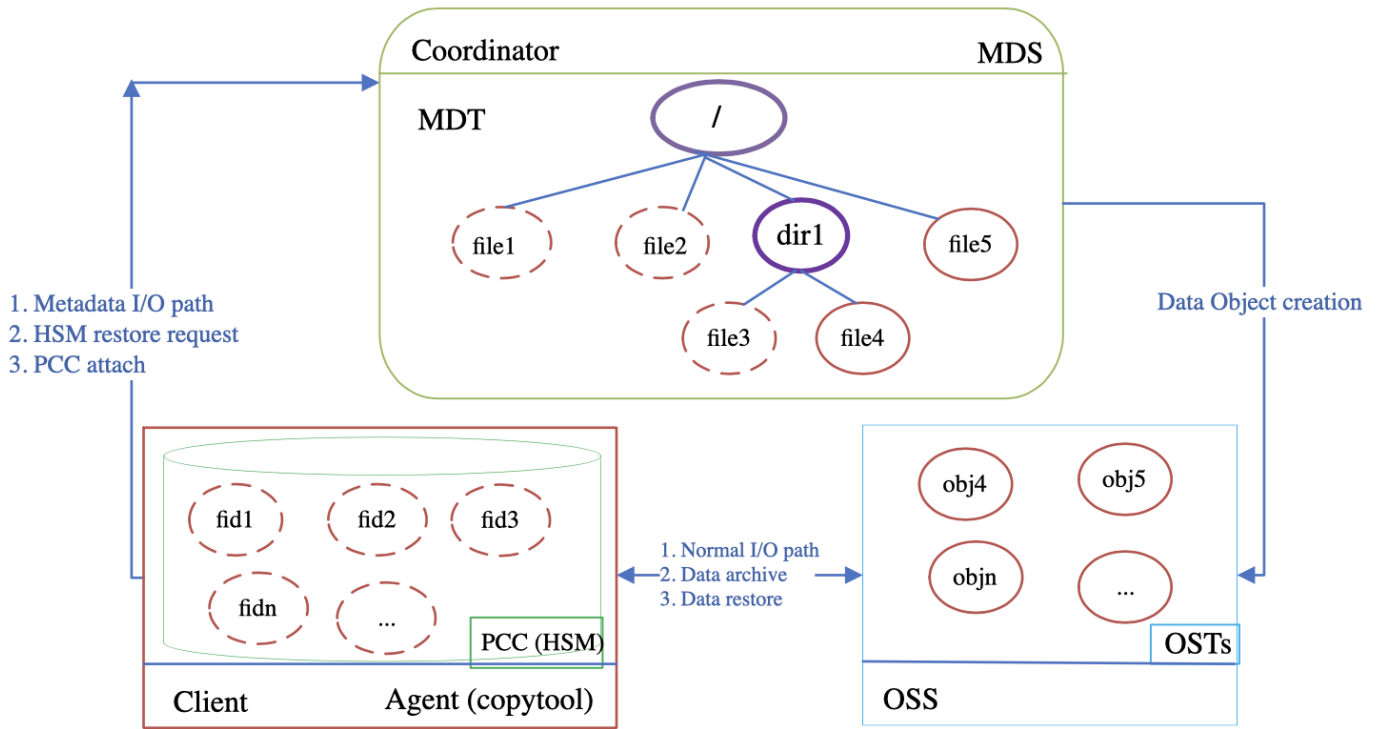 Coordinator
MDS
MDT
/
file1
file2
dir1
file5
file3
file4
1. Metadata I/O path
2. HSM restore request
3. PCC attach
Data Object creation
fid1
fid2
fid3
fidn
...
PCC (HSM)
Client
Agent (copytool)
1. Normal I/O path
2. Data archive
3. Data restore
obj4
obj5
objn
...
OSTs
OSS